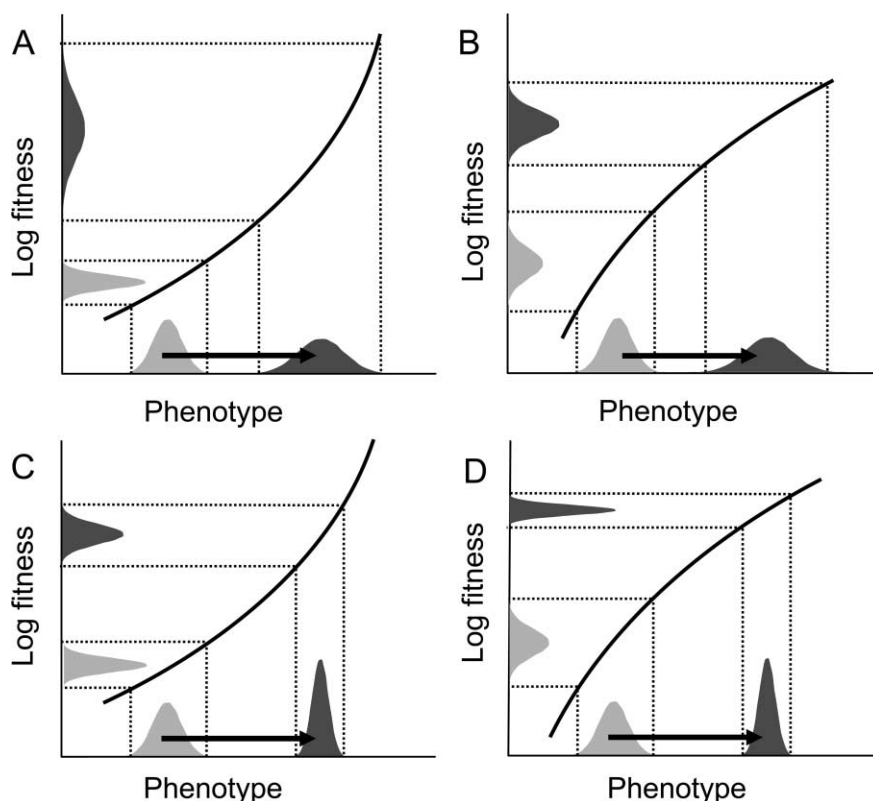 A
Log fitness
Phenotype
B
Log fitness
Phenotype
C
Log fitness
Phenotype
D
Log fitness
Phenotype